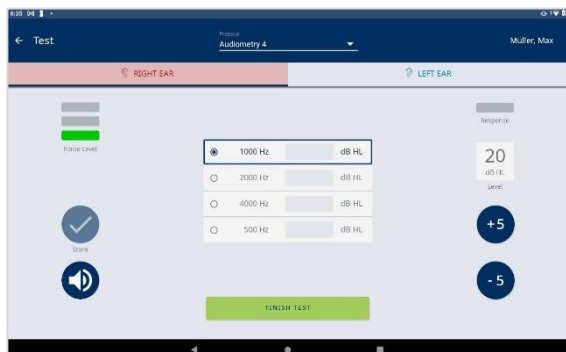 6:35
Test
Protocol
Audiometry 4
Müller, Max
RIGHT EAR
LEFT EAR
Noise Level
Response
1000 Hz dB HL
2000 Hz dB HL
4000 Hz dB HL
500 Hz dB HL
20
dB HL
Level
+5
Store
- 5
FINISH TEST